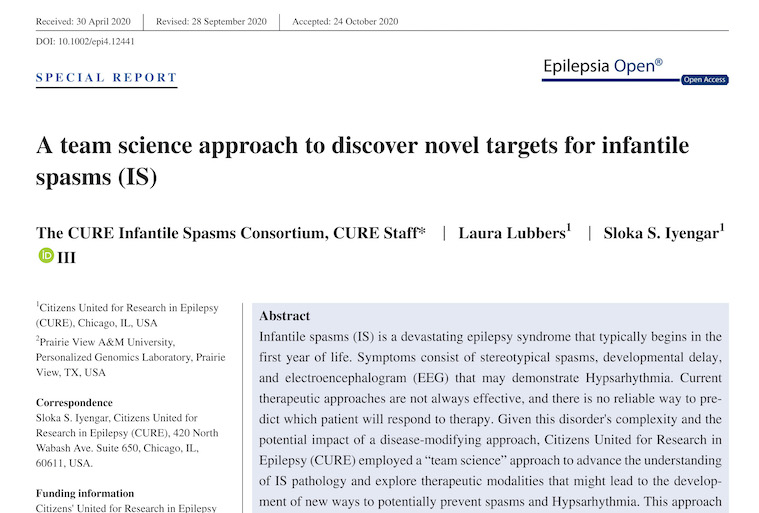 Received: 30 April 2020 | Revised: 28 September 2020 | Accepted: 24 October 2020
DOI: 10.1002/epi4.12441
SPECIAL REPORT
Epilepsia Open®
Open Access
A team science approach to discover novel targets for infantile
spasms (IS)
The CURE Infantile Spasms Consortium, CURE Staff* | Laura Lubbers1 | Sloka S. Iyengar1
iD III
1Citizens United for Research in Epilepsy
(CURE), Chicago, IL, USA
2Prairie View A&M University,
Personalized Genomics Laboratory, Prairie
View, TX, USA
Correspondence
Sloka S. Iyengar, Citizens United for
Research in Epilepsy (CURE), 420 North
Wabash Ave. Suite 650, Chicago, IL,
60611, USA.
Funding information
Citizens' United for Research in Epilepsy
Abstract
Infantile spasms (IS) is a devastating epilepsy syndrome that typically begins in the
first year of life. Symptoms consist of stereotypical spasms, developmental delay,
and electroencephalogram (EEG) that may demonstrate Hypsarhythmia. Current
therapeutic approaches are not always effective, and there is no reliable way to pre-
dict which patient will respond to therapy. Given this disorder's complexity and the
potential impact of a disease-modifying approach, Citizens United for Research in
Epilepsy (CURE) employed a “team science” approach to advance the understanding
of IS pathology and explore therapeutic modalities that might lead to the develop-
ment of new ways to potentially prevent spasms and Hypsarhythmia. This approach